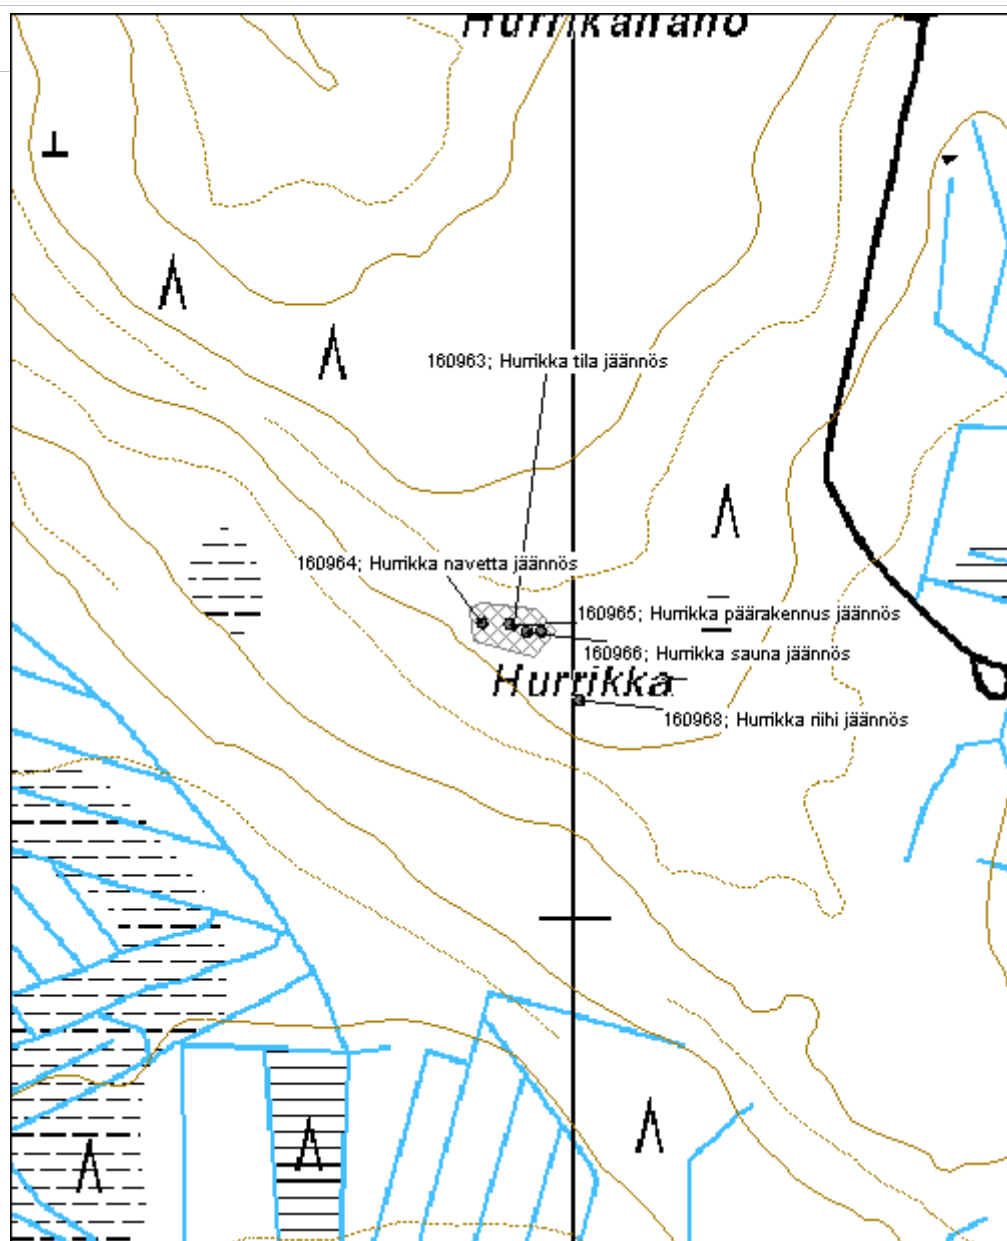 Hurrikanaho
160963; Hurrikka tila jäännös
160964; Hurrikka navetta jäännös
160965; Hurrikka päärakennus jäännös
160966; Hurrikka sauna jäännös
Hurrikka
160968; Hurrikka riihi jäännös